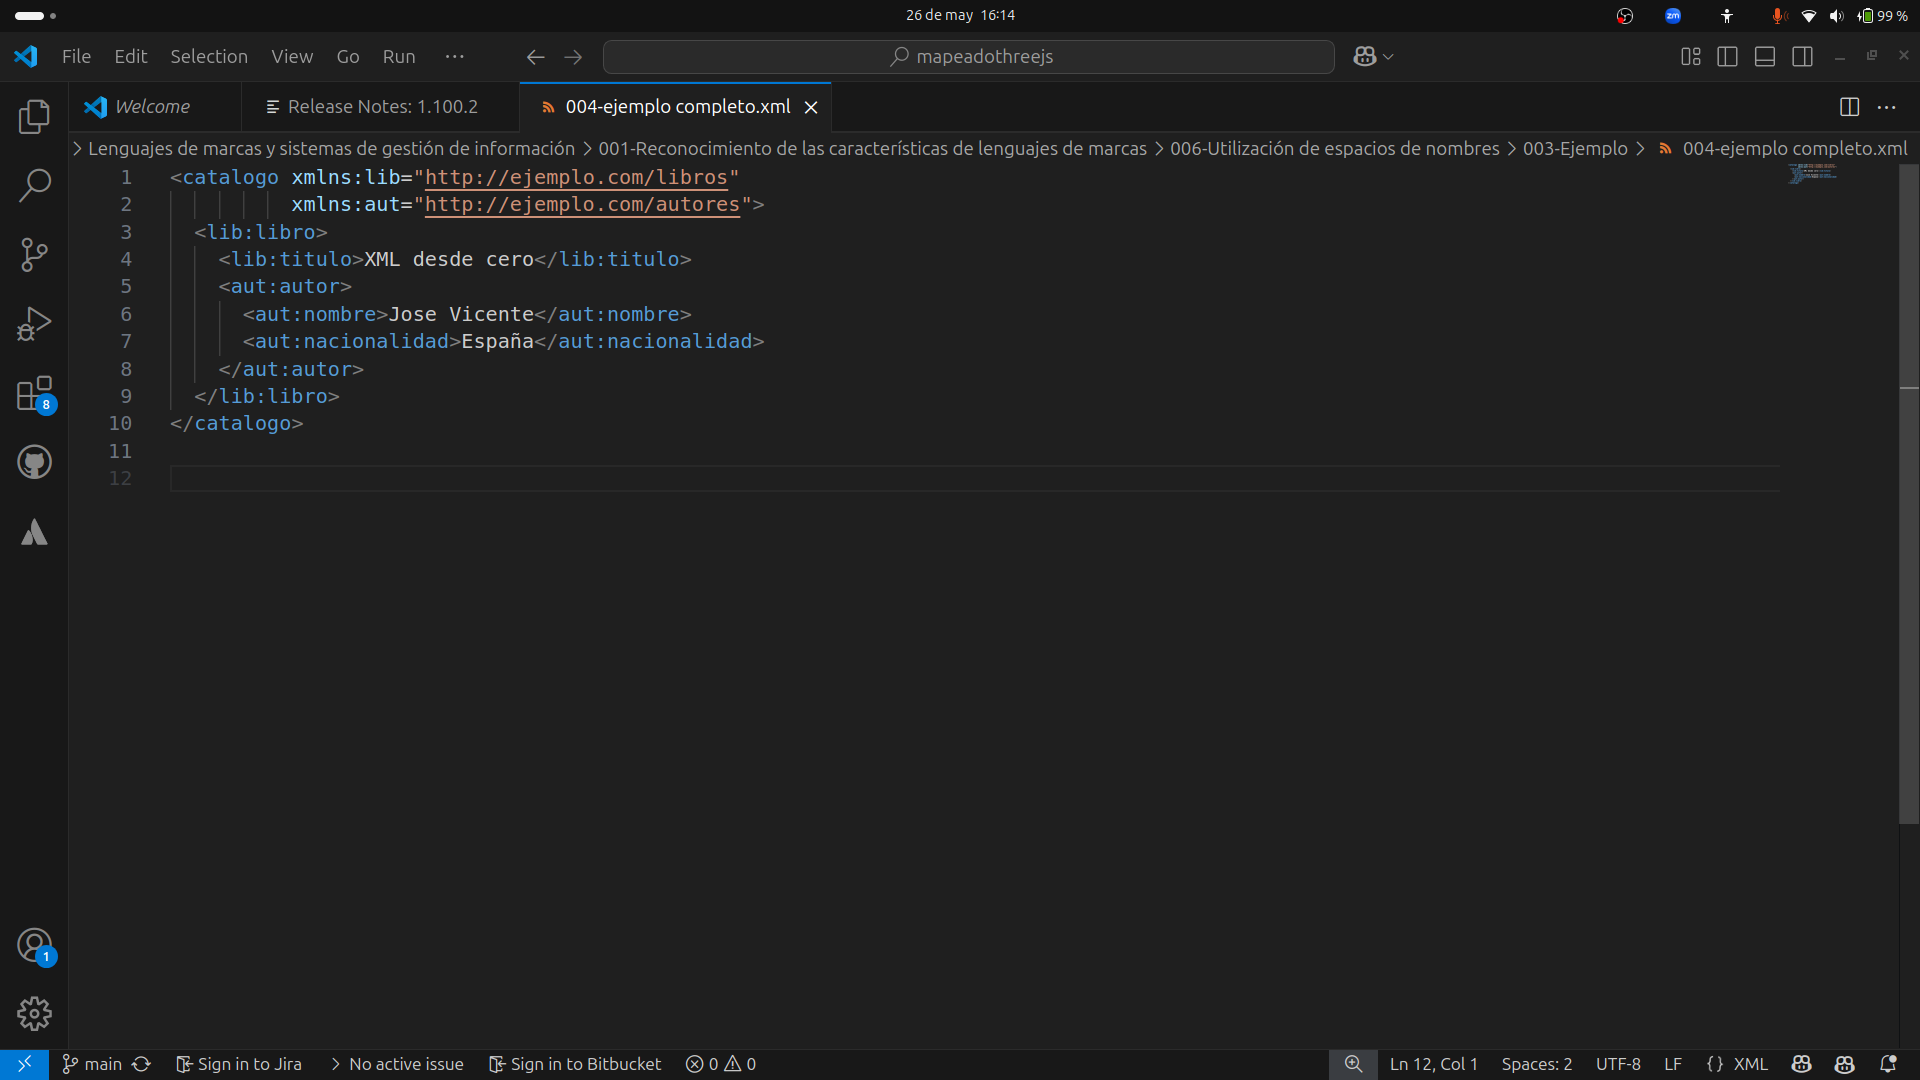 26 de may 16:14
99 %
File Edit Selection View Go Run ···
mapeadothreejs
Welcome
Release Notes: 1.100.2
004-ejemplo completo.xml
Lenguajes de marcas y sistemas de gestión de información > 001-Reconocimiento de las características de lenguajes de marcas > 006-Utilización de espacios de nombres > 003-Ejemplo > 004-ejemplo completo.xml
1 <catalogo xmlns:lib="http://ejemplo.com/libros"
2 xmlns:aut="http://ejemplo.com/autores">
3 <lib:libro>
4 <lib:titulo>XML desde cero</lib:titulo>
5 <aut:autor>
6 <aut:nombre>Jose Vicente</aut:nombre>
7 <aut:nacionalidad>España</aut:nacionalidad>
8 </aut:autor>
9 </lib:libro>
10 </catalogo>
11
12
8
1
main Sign in to Jira > No active issue Sign in to Bitbucket 0 0 Ln 12, Col 1 Spaces: 2 UTF-8 LF {} XML